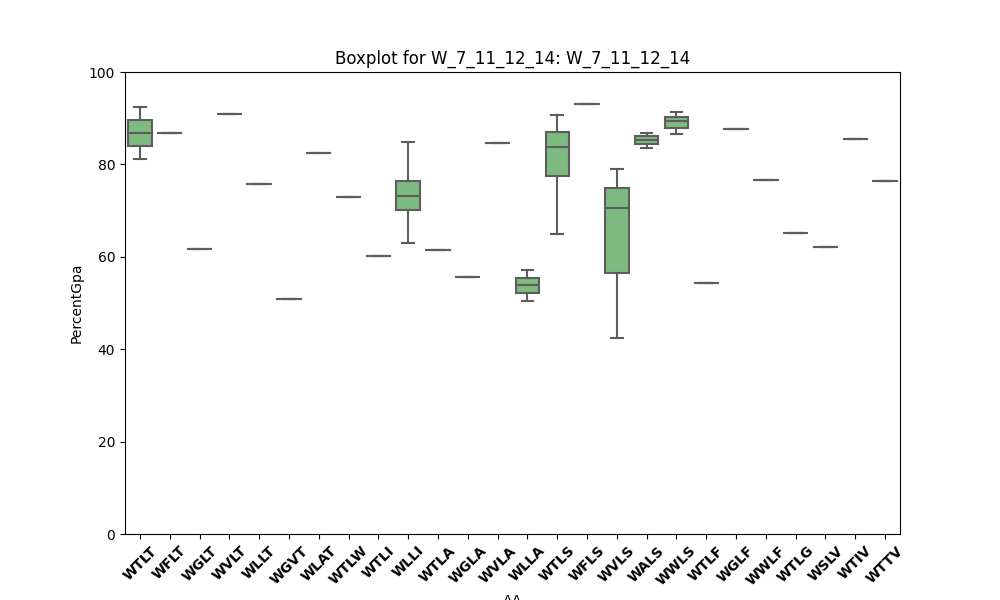 Boxplot for W_7_11_12_14: W_7_11_12_14
100
80
60
40
20
0
PercentGpa
WTLT WFLT WGLT WVLT WLLT WGVT WLAT WTLW WTLI WLLI WTLA WGLA WVLA WLLA WTLS WFLS WVLS WALS WWLS WTLF WGLF WWLF WTLG WSLV WTIV WTTV
AA